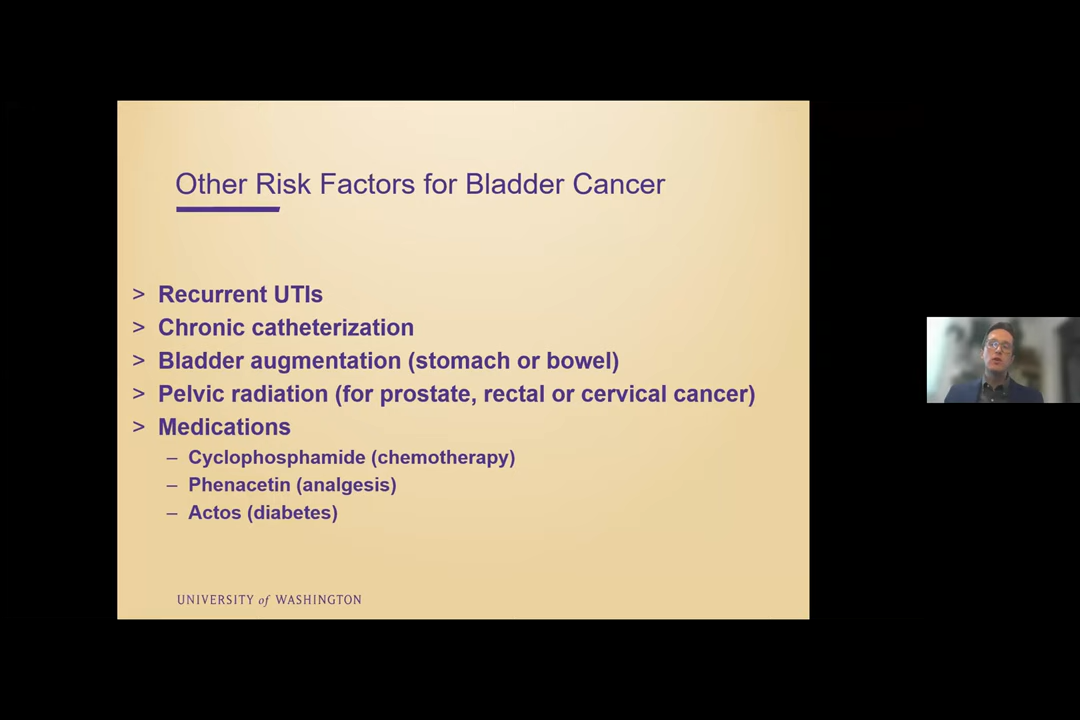 Other Risk Factors for Bladder Cancer
> Recurrent UTIs
> Chronic catheterization
> Bladder augmentation (stomach or bowel)
> Pelvic radiation (for prostate, rectal or cervical cancer)
> Medications
– Cyclophosphamide (chemotherapy)
– Phenacetin (analgesis)
– Actos (diabetes)
UNIVERSITY of WASHINGTON